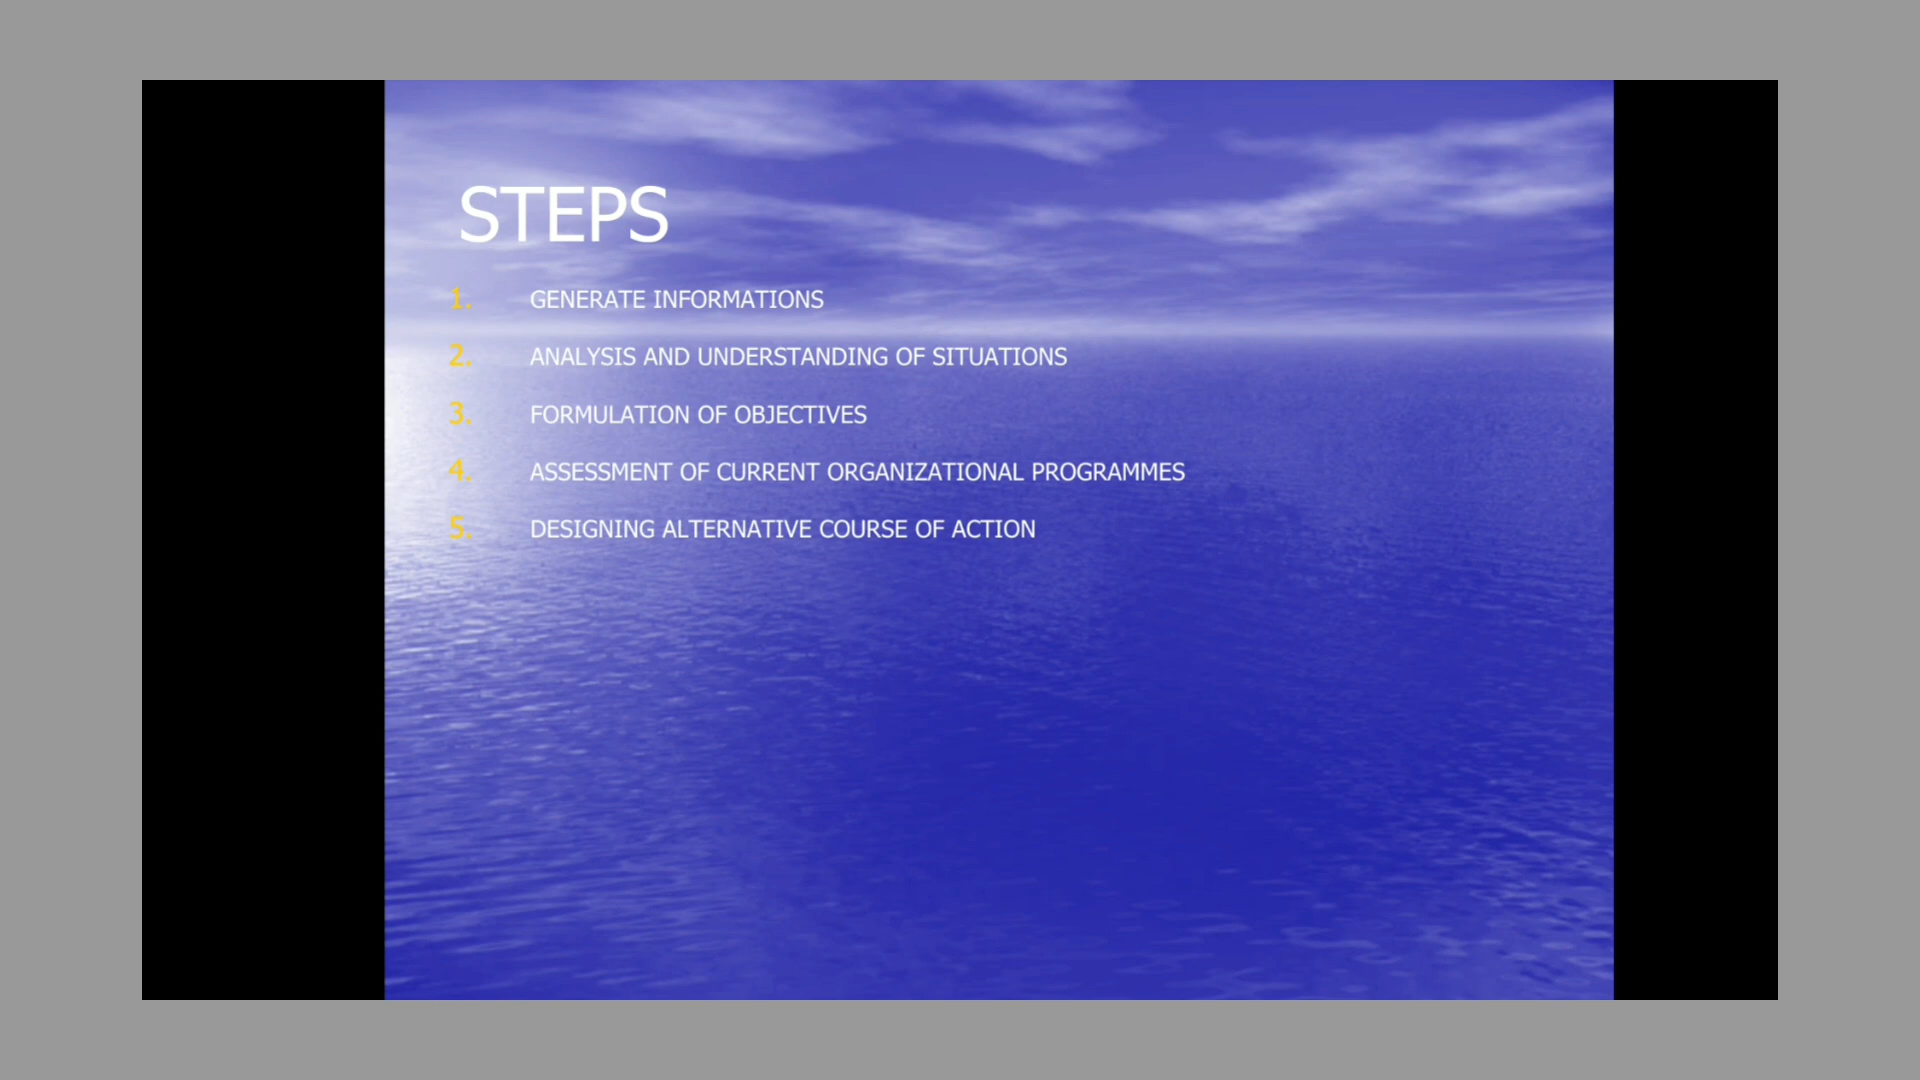 STEPS
1. GENERATE INFORMATIONS
2. ANALYSIS AND UNDERSTANDING OF SITUATIONS
3. FORMULATION OF OBJECTIVES
4. ASSESSMENT OF CURRENT ORGANIZATIONAL PROGRAMMES
5. DESIGNING ALTERNATIVE COURSE OF ACTION